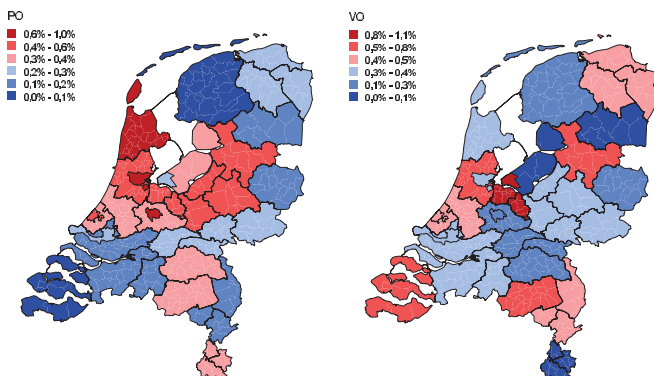 PO
0,6% - 1,0%
0,4% - 0,6%
0,3% - 0,4%
0,2% - 0,3%
0,1% - 0,2%
0,0% - 0,1%
VO
0,8% - 1,1%
0,5% - 0,8%
0,4% - 0,5%
0,3% - 0,4%
0,1% - 0,3%
0,0% - 0,1%